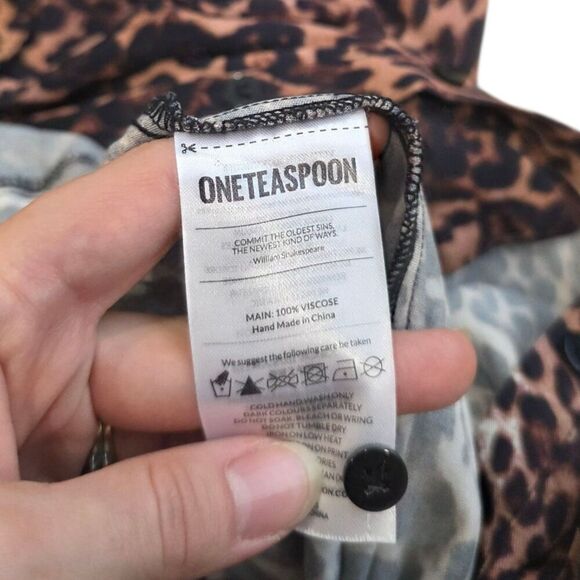 ONETEASPOON
COMMIT THE OLDEST SINS,
THE NEWEST KIND OF WAYS.
William Shakespeare
MAIN: 100% VISCOSE
Hand Made in China
We suggest the following care be taken
COLD HAND WASH ONLY
DARK COLOURS SEPARATELY
DO NOT SOAK, BLEACH OR WRING
DO NOT TUMBLE DRY
IRON ON LOW HEAT
ON PRINT